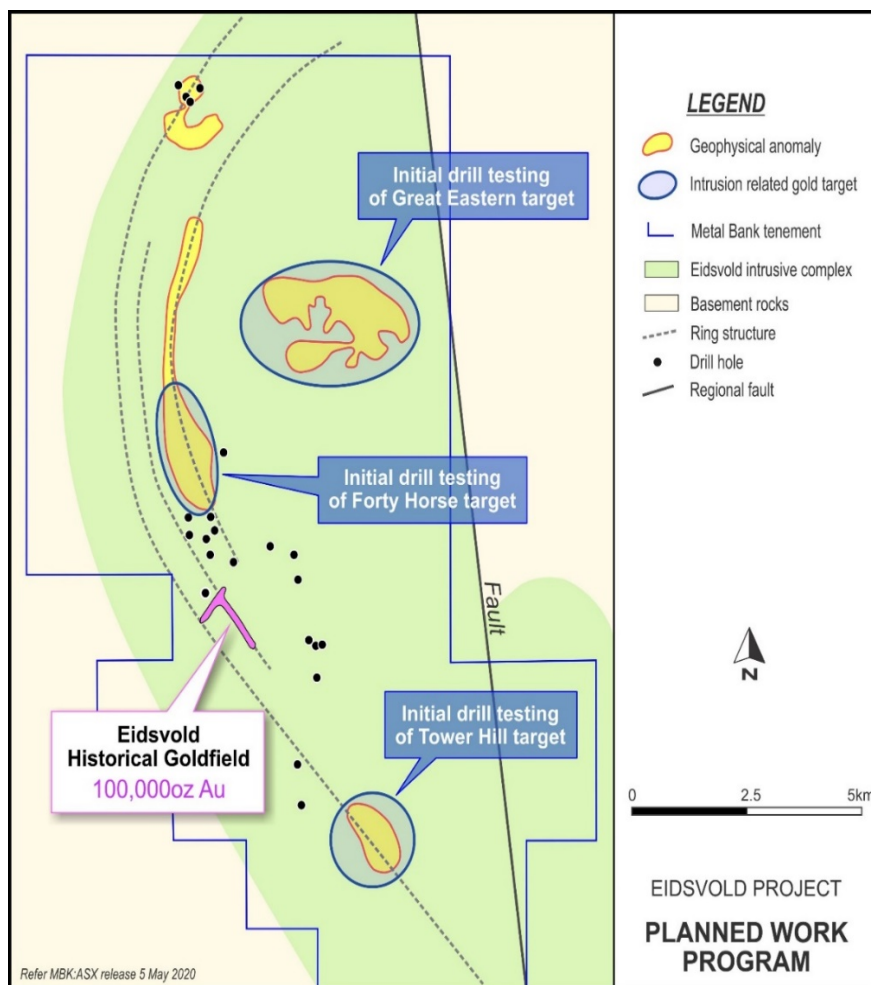 Initial drill testing
of Great Eastern target
Initial drill testing
of Forty Horse target
Fault
Eidsvold
Historical Goldfield
100,000oz Au
Initial drill testing
of Tower Hill target
Refer MBK:ASX release 5 May 2020
LEGEND
Geophysical anomaly
Intrusion related gold target
Metal Bank tenement
Eidsvold intrusive complex
Basement rocks
Ring structure
Drill hole
Regional fault
N
0 2.5 5km
EIDSVOLD PROJECT
PLANNED WORK
PROGRAM